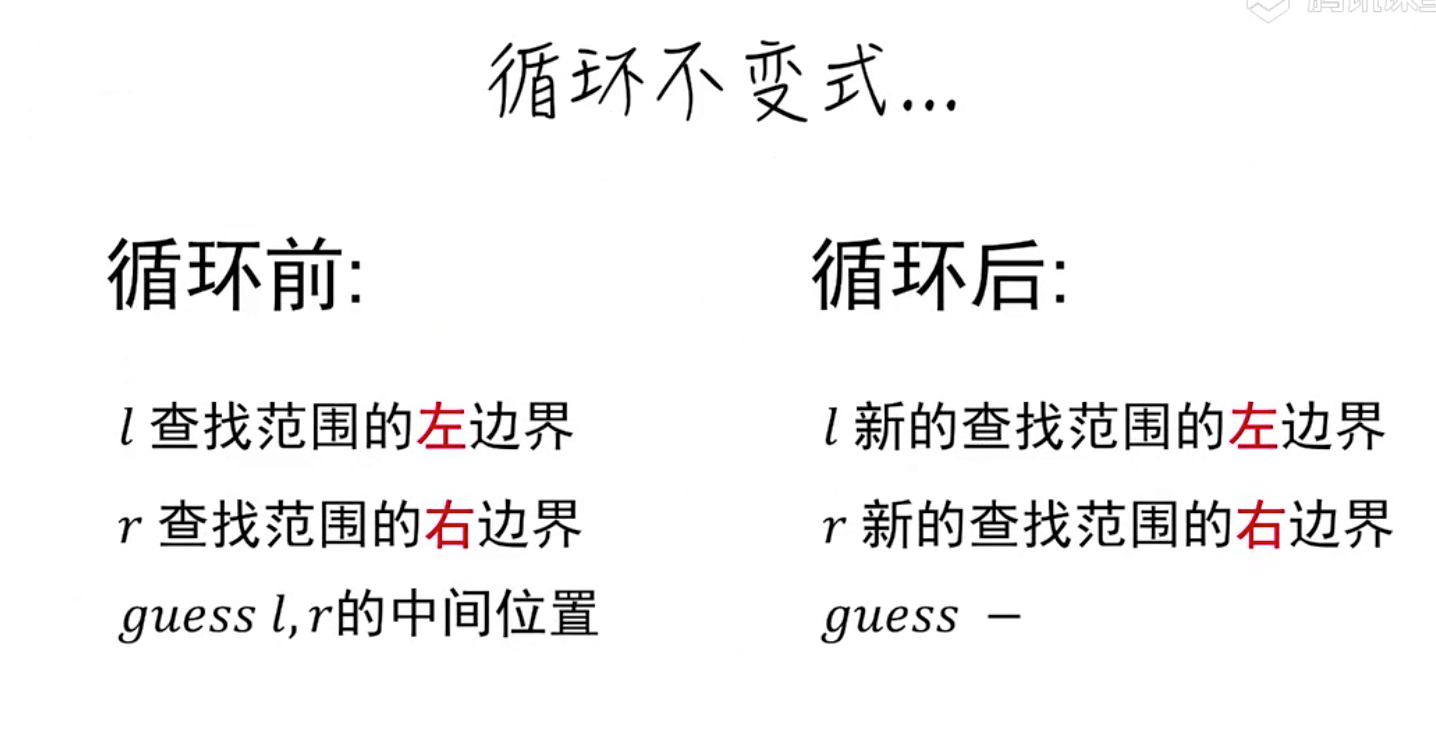 循环不变式...
循环前:
l 查找范围的左边界
r 查找范围的右边界
guess l,r的中间位置
循环后:
l 新的查找范围的左边界
r 新的查找范围的右边界
guess −